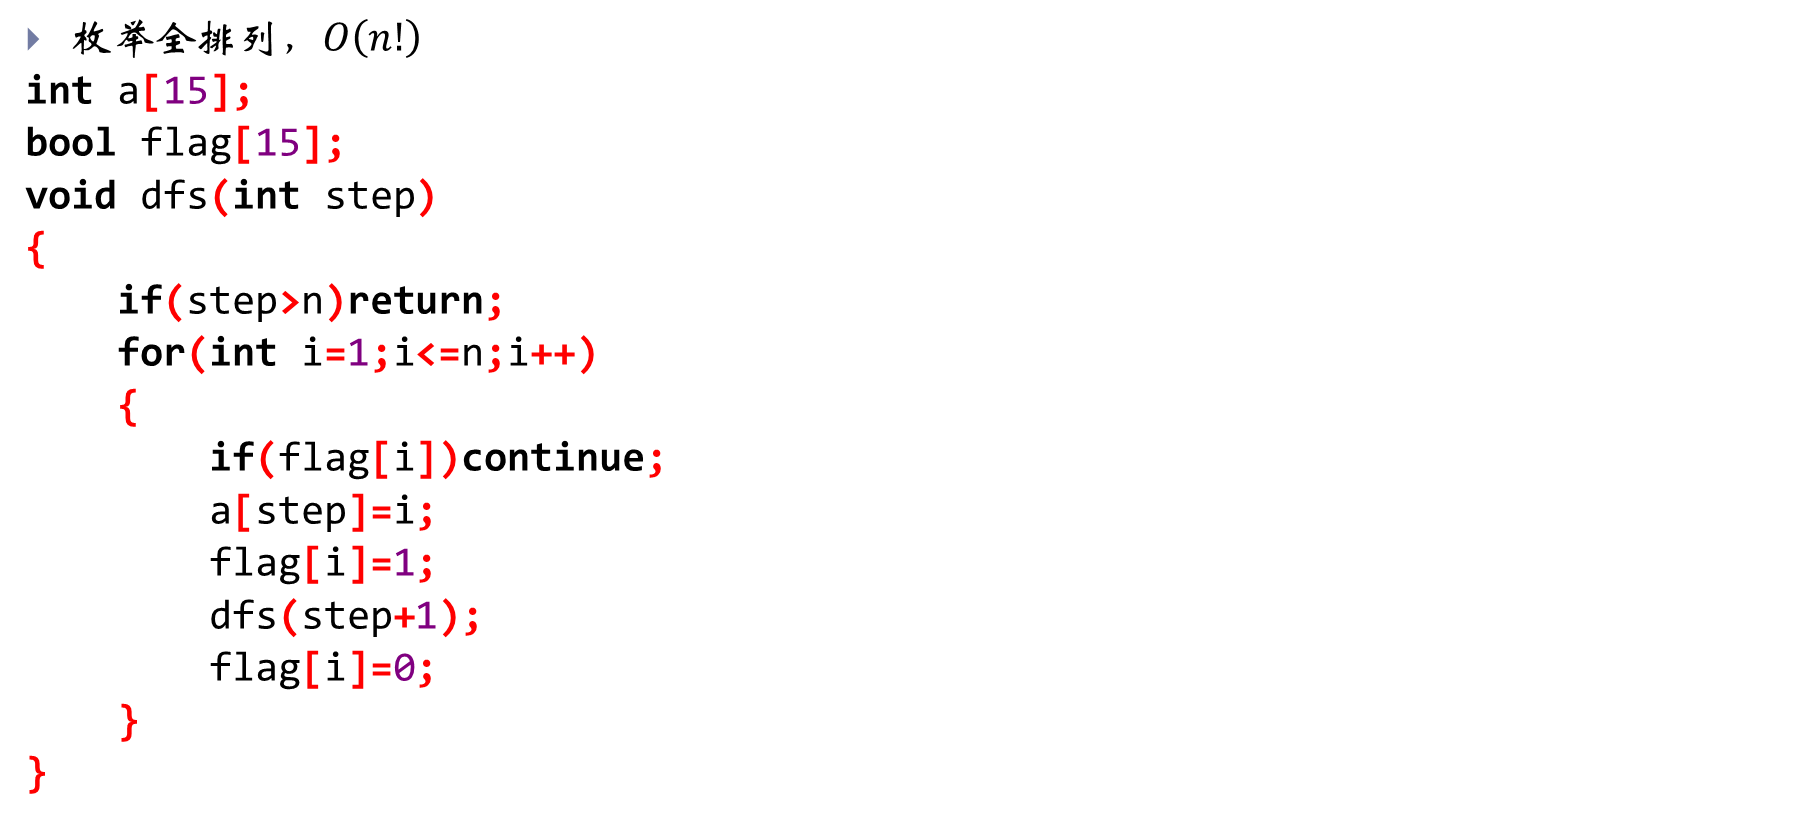 枚举全排列，O(n!)
int a[15];
bool flag[15];
void dfs(int step)
{
    if(step>n)return;
    for(int i=1;i<=n;i++)
    {
        if(flag[i])continue;
        a[step]=i;
        flag[i]=1;
        dfs(step+1);
        flag[i]=0;
    }
}